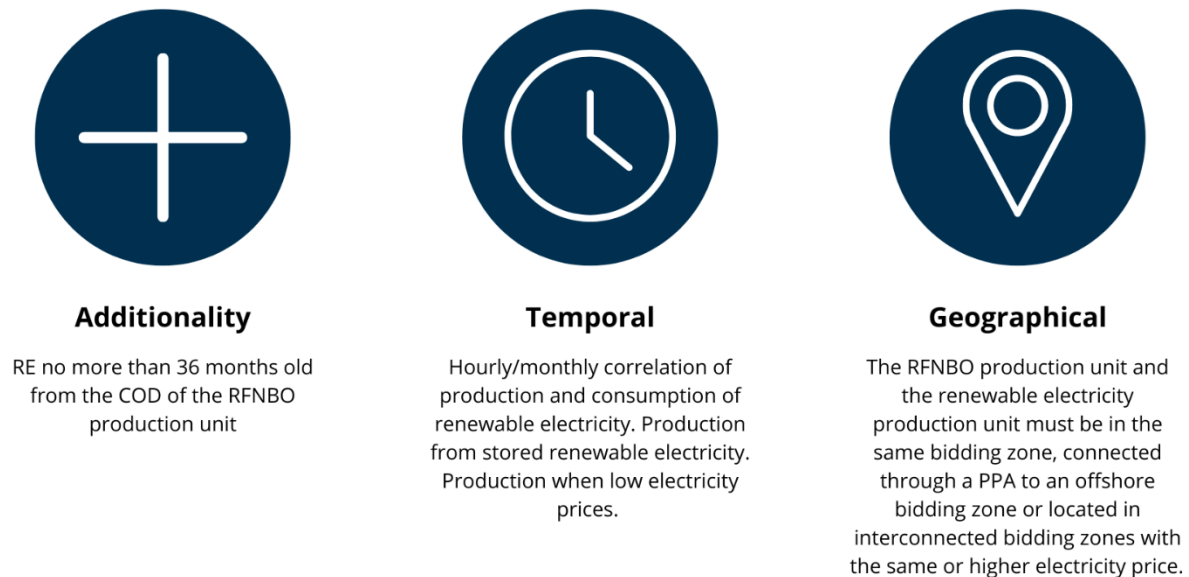 Additionality
RE no more than 36 months old
from the COD of the RFNBO
production unit
Temporal
Hourly/monthly correlation of
production and consumption of
renewable electricity. Production
from stored renewable electricity.
Production when low electricity
prices.
Geographical
The RFNBO production unit and
the renewable electricity
production unit must be in the
same bidding zone, connected
through a PPA to an offshore
bidding zone or located in
interconnected bidding zones with
the same or higher electricity price.